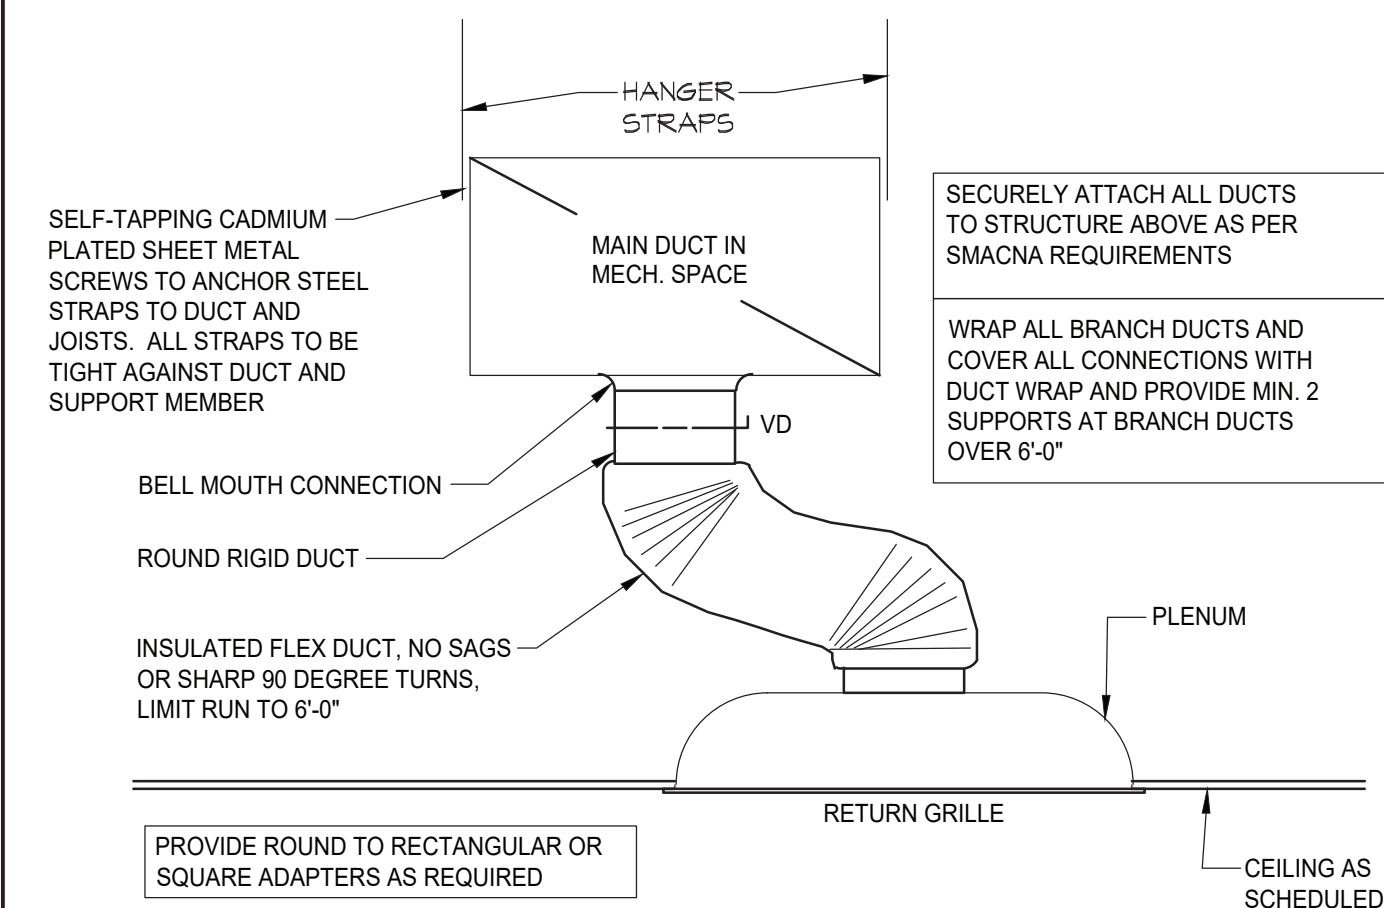 HANGER
STRAPS
SELF-TAPPING CADMIUM
PLATED SHEET METAL
SCREWS TO ANCHOR STEEL
STRAPS TO DUCT AND
JOISTS. ALL STRAPS TO BE
TIGHT AGAINST DUCT AND
SUPPORT MEMBER
MAIN DUCT IN
MECH. SPACE
SECURELY ATTACH ALL DUCTS
TO STRUCTURE ABOVE AS PER
SMACNA REQUIREMENTS
WRAP ALL BRANCH DUCTS AND
COVER ALL CONNECTIONS WITH
DUCT WRAP AND PROVIDE MIN. 2
SUPPORTS AT BRANCH DUCTS
OVER 6'-0"
VD
BELL MOUTH CONNECTION
ROUND RIGID DUCT
INSULATED FLEX DUCT, NO SAGS
OR SHARP 90 DEGREE TURNS,
LIMIT RUN TO 6'-0"
PLENUM
RETURN GRILLE
PROVIDE ROUND TO RECTANGULAR OR
SQUARE ADAPTERS AS REQUIRED
CEILING AS
SCHEDULED